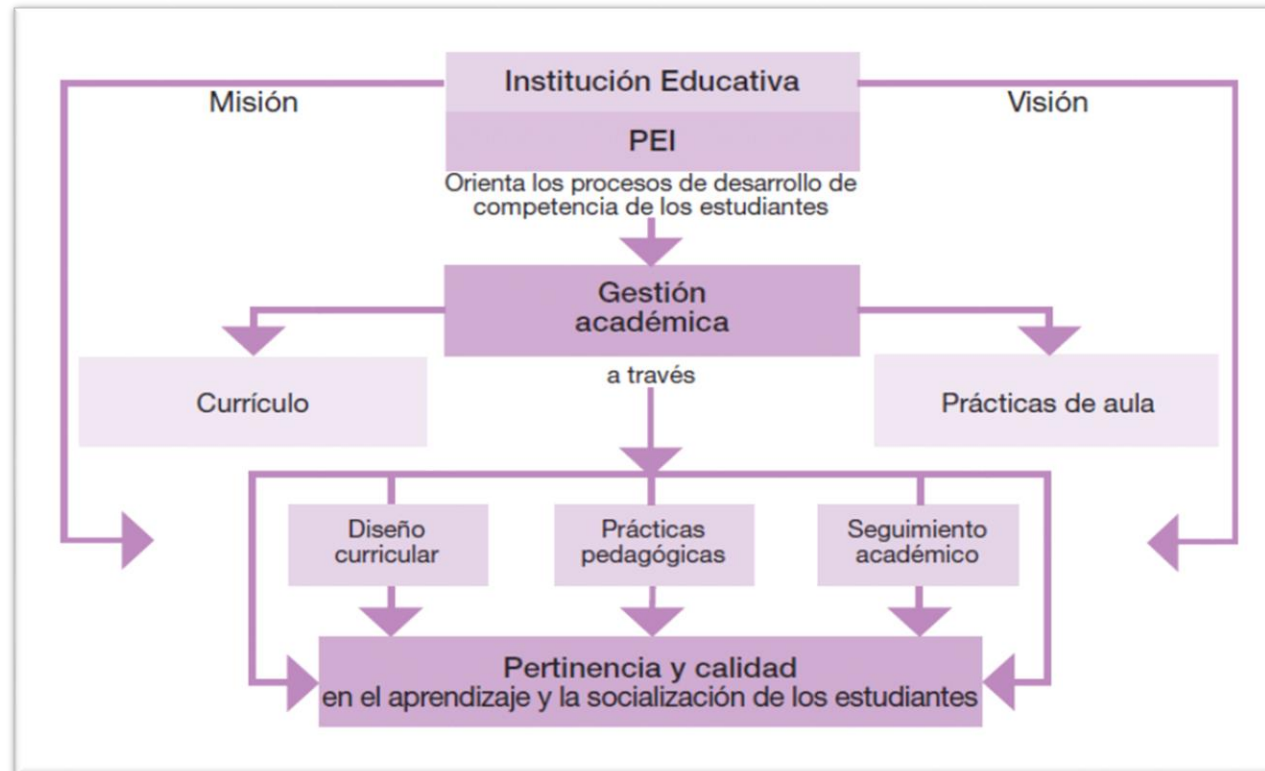 Institución Educativa
Misión
Visión
PEI
Orienta los procesos de desarrollo de
competencia de los estudiantes
Gestión
académica
a través
Currículo
Prácticas de aula
Diseño
curricular
Prácticas
pedagógicas
Seguimiento
académico
Pertinencia y calidad
en el aprendizaje y la socialización de los estudiantes